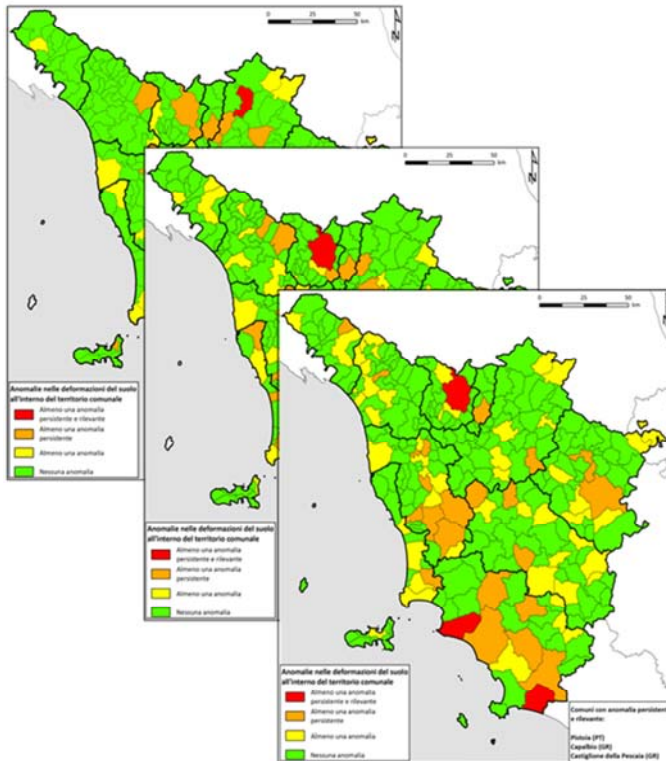 0 25 50
km
N
Anomalie nelle deformazioni del suolo
all'interno del territorio comunale
Almeno una anomalia
persistente e rilevante
Almeno una anomalia
persistente
Almeno una anomalia
Nessuna anomalia
0 25 50
km
N
Anomalie nelle deformazioni del suolo
all'interno del territorio comunale
Almeno una anomalia
persistente e rilevante
Almeno una anomalia
persistente
Almeno una anomalia
Nessuna anomalia
0 25 50
km
Anomalie nelle deformazioni del suolo
all'interno del territorio comunale
Almeno una anomalia
persistente e rilevante
Almeno una anomalia
persistente
Almeno una anomalia
Nessuna anomalia
Comuni con anomalia persistente
e rilevante:
Pistoia (PT)
Capalbio (GR)
Castiglione della Pescaia (GR)